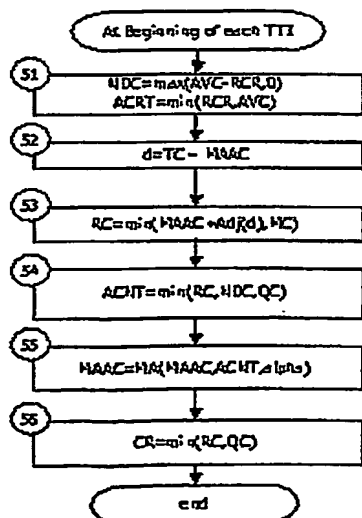 At Beginning of each TTI
51
NDC=max(AVC-RCR,0)
ACRT=min(RCR,AVC)
52
d=TC - MAAC
53
RC=min(MAAC+Adj(d),MC)
54
ACNT=min(RC,NDC,QC)
55
MAAC=MA(MAAC,ACNT,alpha)
56
CR=min(RC,QC)
end